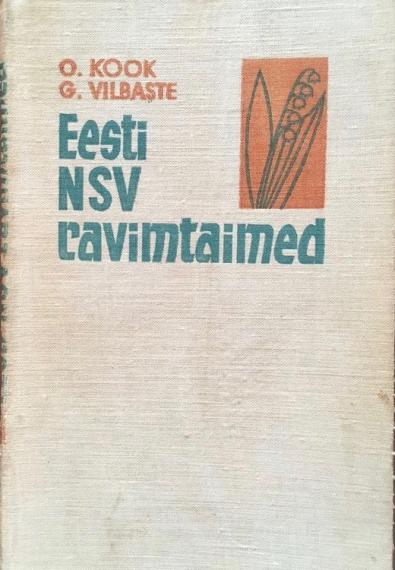 O. KOOK
G. VILBASTE
Eesti
NSV
ravimtaimed